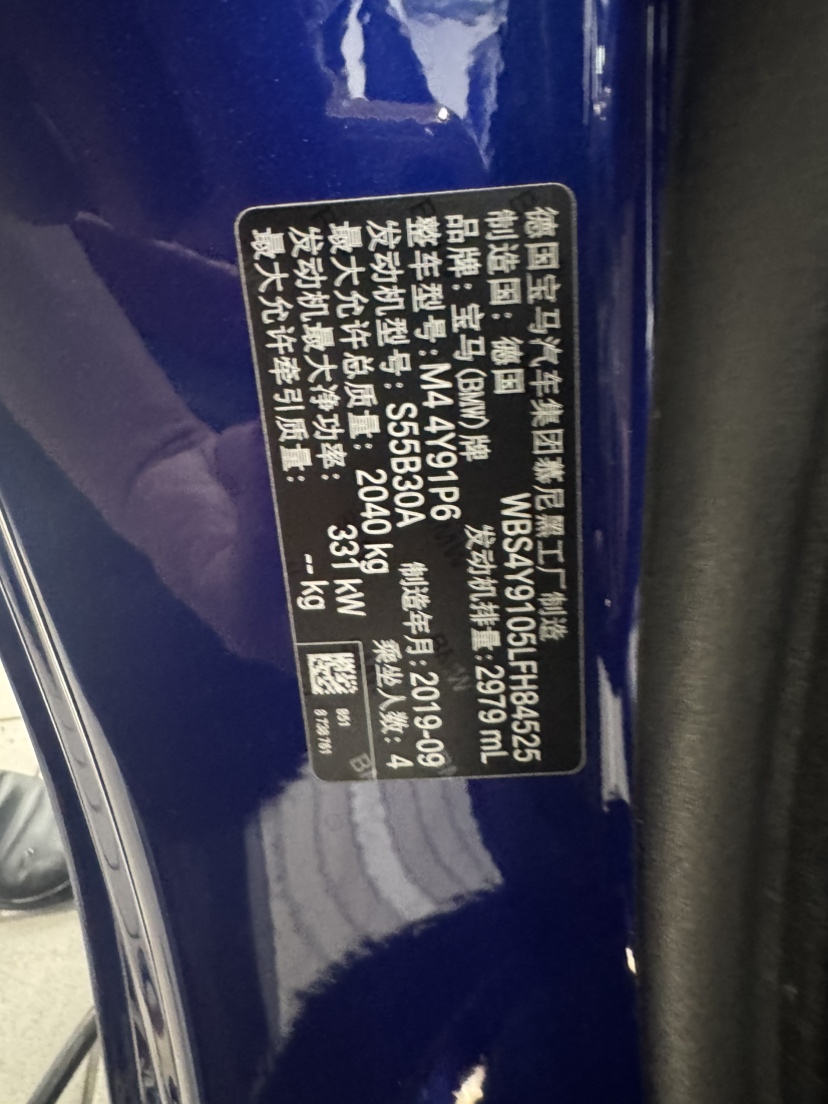 德国宝马汽车集团慕尼黑工厂制造
制造国：德国 WBS4Y9105LFH84525
品牌：宝马(BMW)牌 发动机排量：2979 mL
整车型号：M4 4Y91P6 制造年月：2019-09
发动机型号：S55B30A 乘坐人数：4
最大允许总质量：2040 kg
发动机最大净功率：331 kW
最大允许牵引质量：-- kg
B51
8 736 761